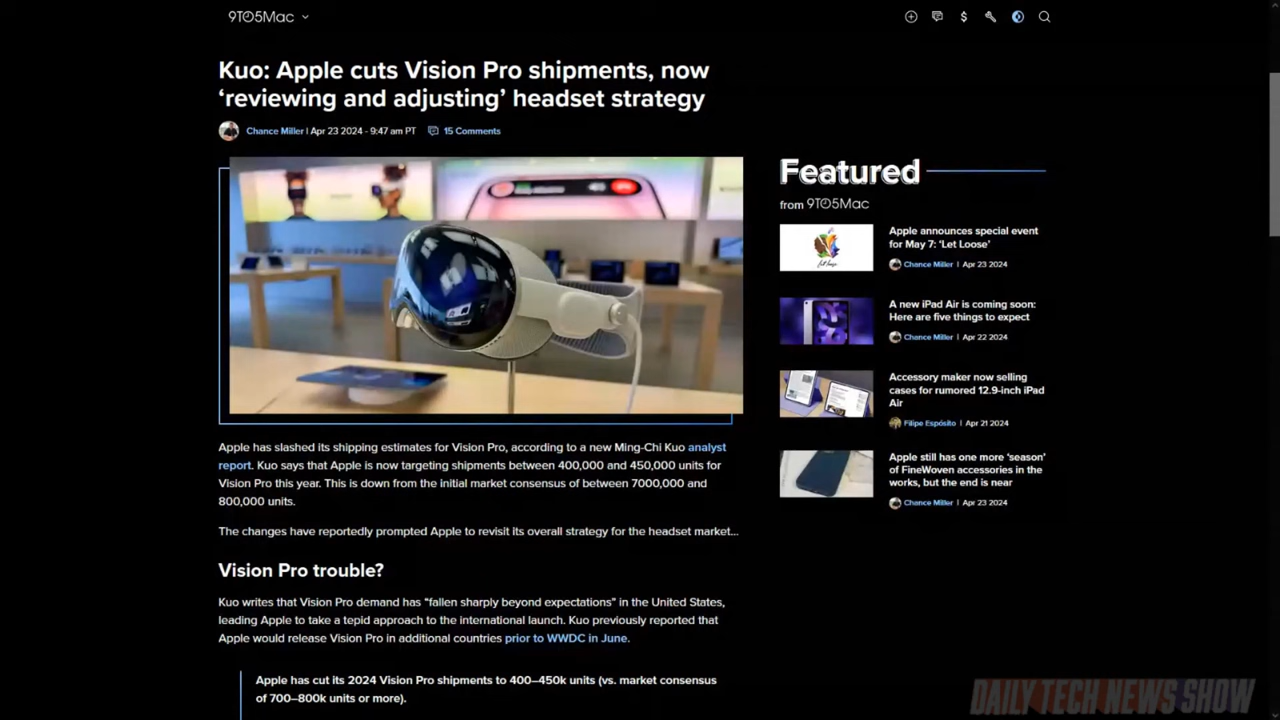 9TO5Mac
Kuo: Apple cuts Vision Pro shipments, now
‘reviewing and adjusting’ headset strategy
Chance Miller | Apr 23 2024 - 9:47 am PT 15 Comments
Apple has slashed its shipping estimates for Vision Pro, according to a new Ming-Chi Kuo analyst
report. Kuo says that Apple is now targeting shipments between 400,000 and 450,000 units for
Vision Pro this year. This is down from the initial market consensus of between 7000,000 and
800,000 units.
The changes have reportedly prompted Apple to revisit its overall strategy for the headset market…
Vision Pro trouble?
Kuo writes that Vision Pro demand has “fallen sharply beyond expectations” in the United States,
leading Apple to take a tepid approach to the international launch. Kuo previously reported that
Apple would release Vision Pro in additional countries prior to WWDC in June.
Apple has cut its 2024 Vision Pro shipments to 400–450k units (vs. market consensus
of 700–800k units or more).
Featured
from 9TO5Mac
Apple announces special event
for May 7: ‘Let Loose’
Chance Miller | Apr 23 2024
A new iPad Air is coming soon:
Here are five things to expect
Chance Miller | Apr 22 2024
Accessory maker now selling
cases for rumored 12.9-inch iPad
Air
Filipe Espósito | Apr 21 2024
Apple still has one more ‘season’
of FineWoven accessories in the
works, but the end is near
Chance Miller | Apr 23 2024
DAILY TECH NEWS SHOW